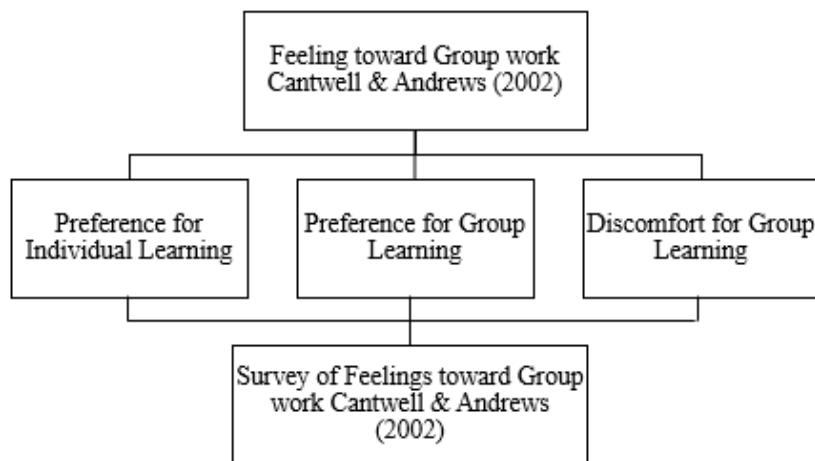 Feeling toward Group work
Cantwell & Andrews (2002)
Preference for
Individual Learning
Preference for Group
Learning
Discomfort for Group
Learning
Survey of Feelings toward Group
work Cantwell & Andrews
(2002)